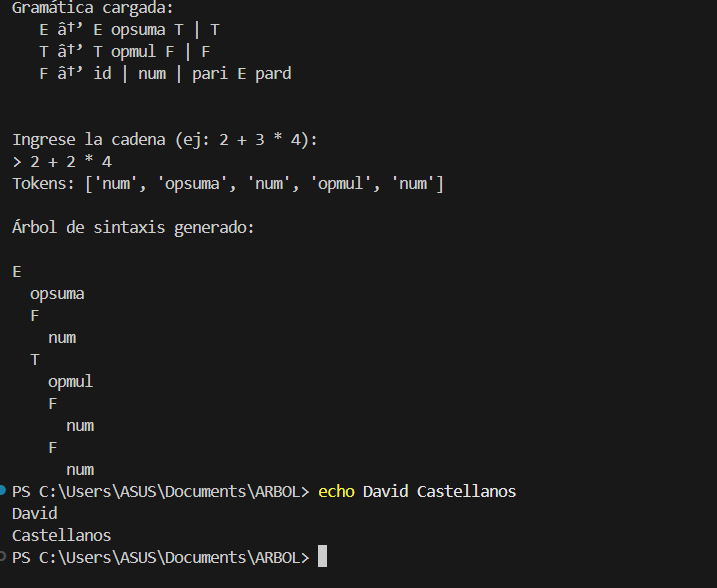 Gramática cargada:
E â†’ E opsuma T | T
T â†’ T opmul F | F
F â†’ id | num | pari E pard
Ingrese la cadena (ej: 2 + 3 * 4):
> 2 + 2 * 4
Tokens: ['num', 'opsuma', 'num', 'opmul', 'num']
Árbol de sintaxis generado:
E
opsuma
F
num
T
opmul
F
num
F
num
PS C:\Users\ASUS\Documents\ARBOL> echo David Castellanos
David
Castellanos
PS C:\Users\ASUS\Documents\ARBOL>